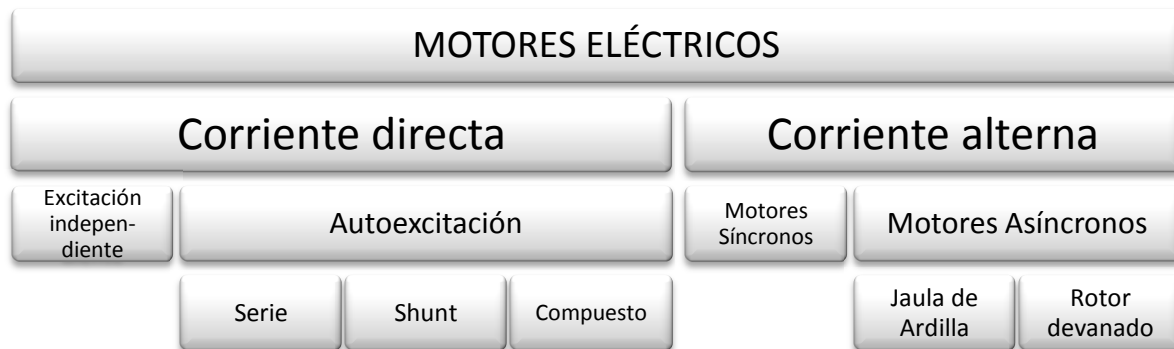 MOTORES ELÉCTRICOS
Corriente directa
Corriente alterna
Excitación
indepen-
diente
Autoexcitación
Motores
Síncronos
Motores Asíncronos
Serie
Shunt
Compuesto
Jaula de
Ardilla
Rotor
devanado